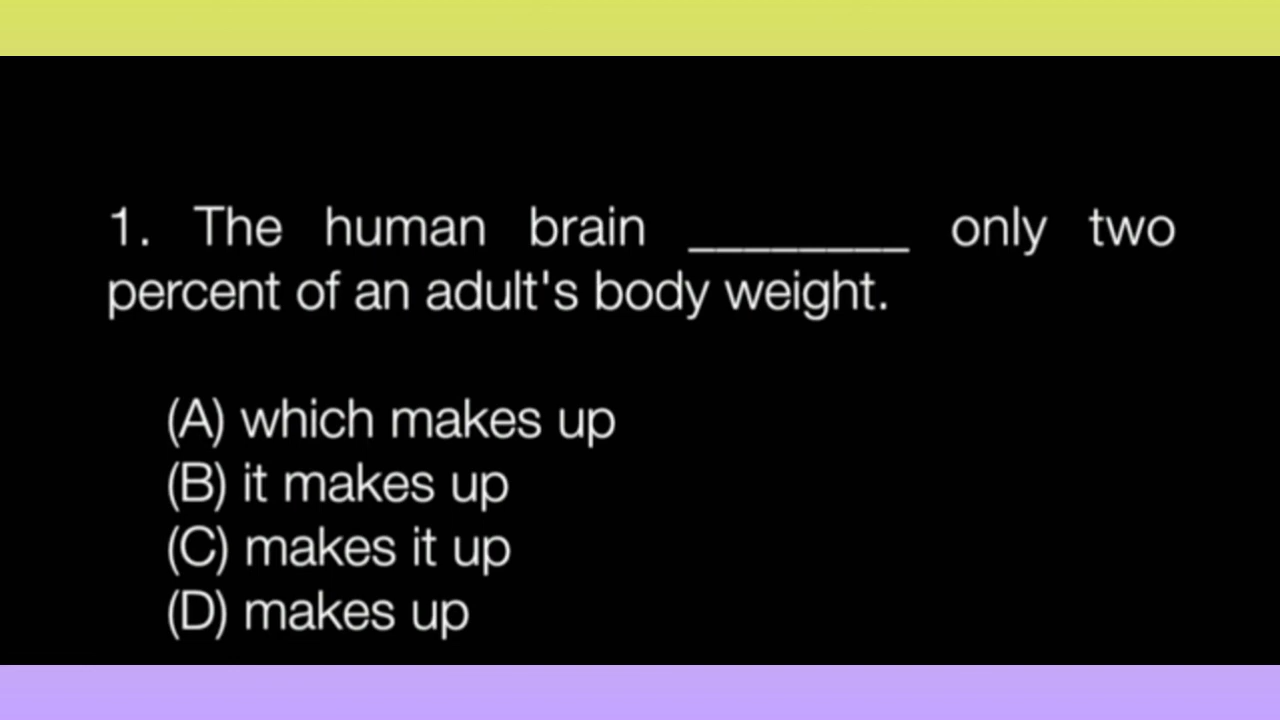 1. The human brain ________ only two
percent of an adult's body weight.
(A) which makes up
(B) it makes up
(C) makes it up
(D) makes up